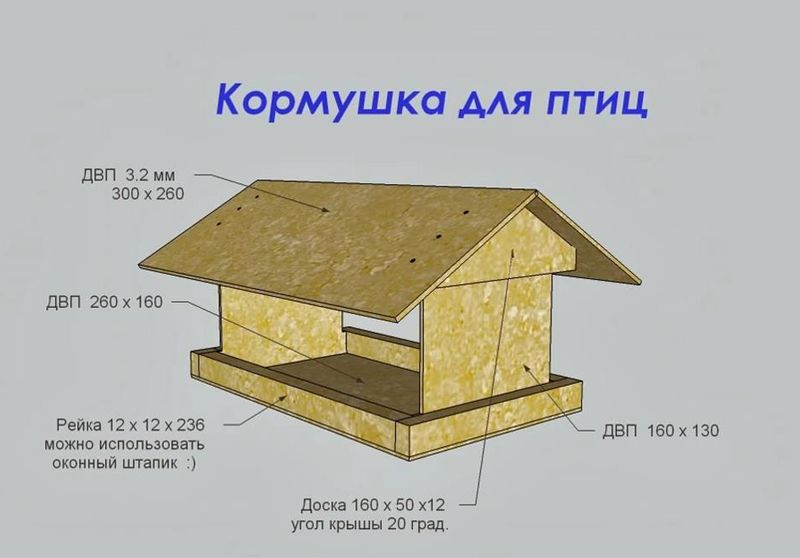 Кормушка для птиц
ДВП 3.2 мм
300 х 260
ДВП 260 х 160
Рейка 12 х 12 х 236
можно использовать
оконный штапик :)
ДВП 160 х 130
Доска 160 х 50 х12
угол крыши 20 град.